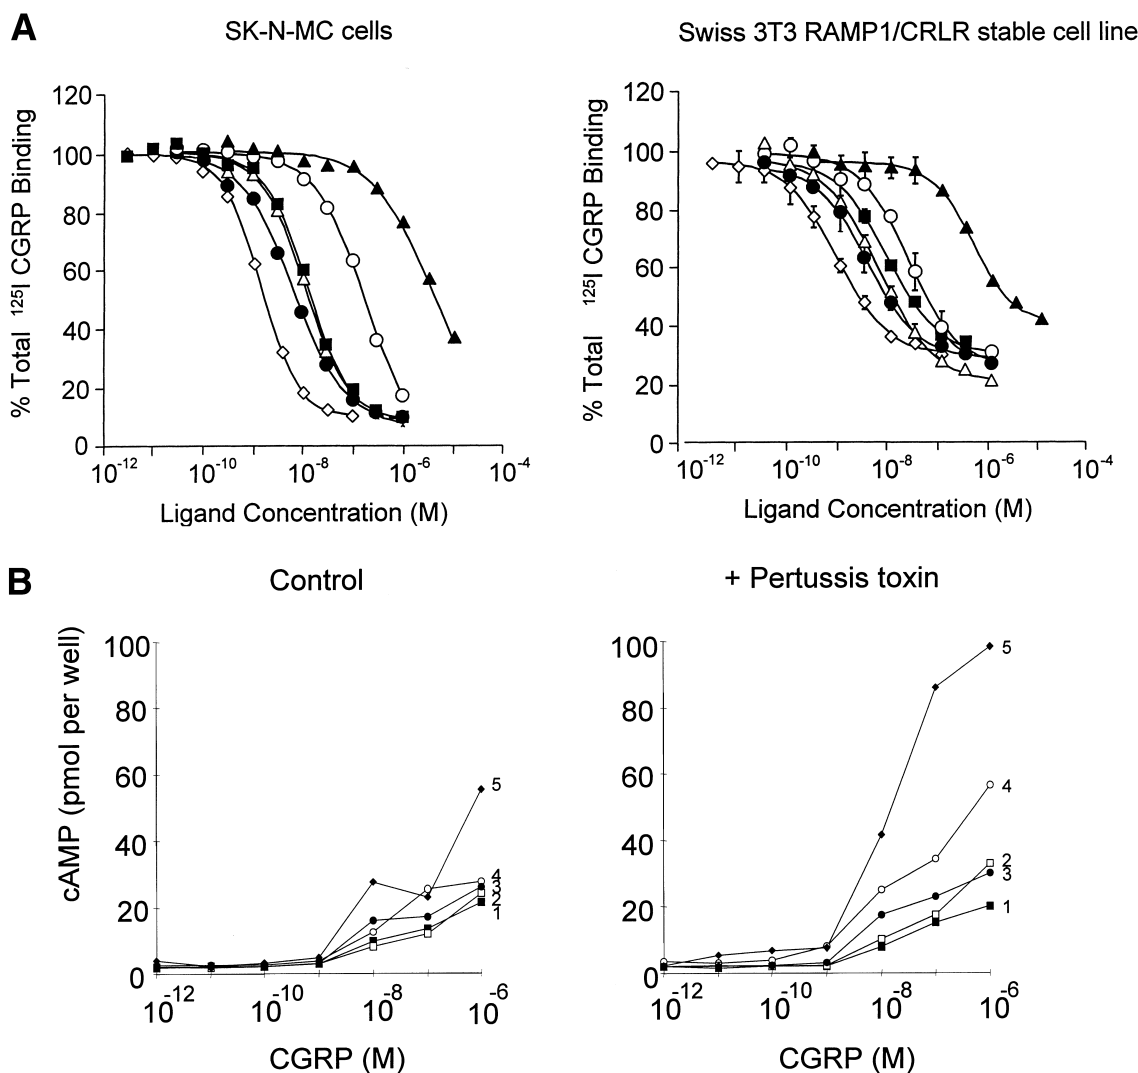 A
SK-N-MC cells
Swiss 3T3 RAMP1/CRLR stable cell line
% Total ¹²⁵I CGRP Binding
120
100
80
60
40
20
0
10⁻¹² 10⁻¹⁰ 10⁻⁸ 10⁻⁶ 10⁻⁴
Ligand Concentration (M)
% Total ¹²⁵I CGRP Binding
120
100
80
60
40
20
0
10⁻¹² 10⁻¹⁰ 10⁻⁸ 10⁻⁶ 10⁻⁴
Ligand Concentration (M)
B
Control
+ Pertussis toxin
cAMP (pmol per well)
100
80
60
40
20
0
5
4
3
2
1
10⁻¹² 10⁻¹⁰ 10⁻⁸ 10⁻⁶
CGRP (M)
100
80
60
40
20
0
5
4
2
3
1
10⁻¹² 10⁻¹⁰ 10⁻⁸ 10⁻⁶
CGRP (M)